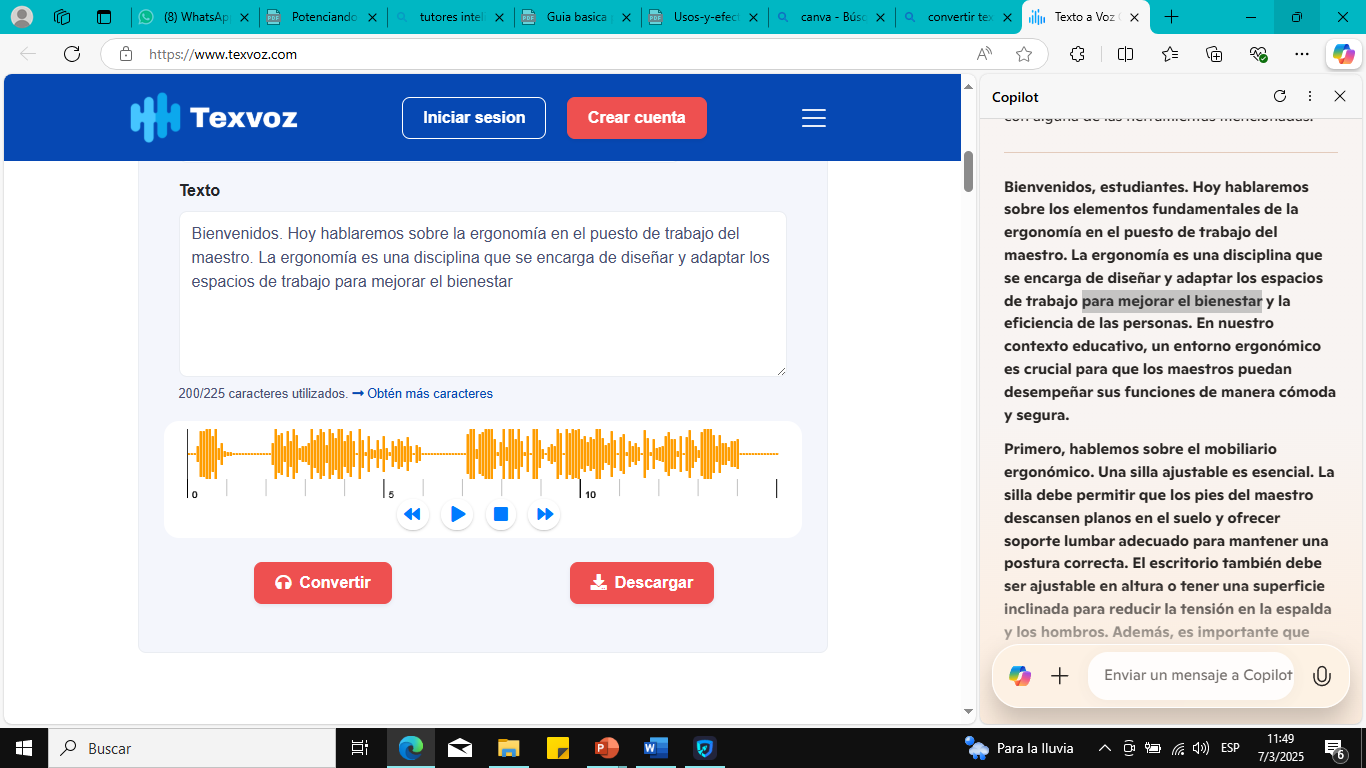 (8) WhatsApp
Potenciando
tutores inteli
Guia basica p
Usos-y-efect
canva - Búsq
convertir tex
Texto a Voz
https://www.texvoz.com
Texvoz
Iniciar sesion
Crear cuenta
Texto
Bienvenidos. Hoy hablaremos sobre la ergonomía en el puesto de trabajo del
maestro. La ergonomía es una disciplina que se encarga de diseñar y adaptar los
espacios de trabajo para mejorar el bienestar
200/225 caracteres utilizados. ➞ Obtén más caracteres
0 5 10
Convertir
Descargar
Copilot
con alguna de las herramientas mencionadas.
Bienvenidos, estudiantes. Hoy hablaremos
sobre los elementos fundamentales de la
ergonomía en el puesto de trabajo del
maestro. La ergonomía es una disciplina que
se encarga de diseñar y adaptar los espacios
de trabajo para mejorar el bienestar y la
eficiencia de las personas. En nuestro
contexto educativo, un entorno ergonómico
es crucial para que los maestros puedan
desempeñar sus funciones de manera cómoda
y segura.
Primero, hablemos sobre el mobiliario
ergonómico. Una silla ajustable es esencial. La
silla debe permitir que los pies del maestro
descansen planos en el suelo y ofrecer
soporte lumbar adecuado para mantener una
postura correcta. El escritorio también debe
ser ajustable en altura o tener una superficie
inclinada para reducir la tensión en la espalda
y los hombros. Además, es importante que
Enviar un mensaje a Copilot
Buscar
Para la lluvia
ESP
11:49
7/3/2025
6